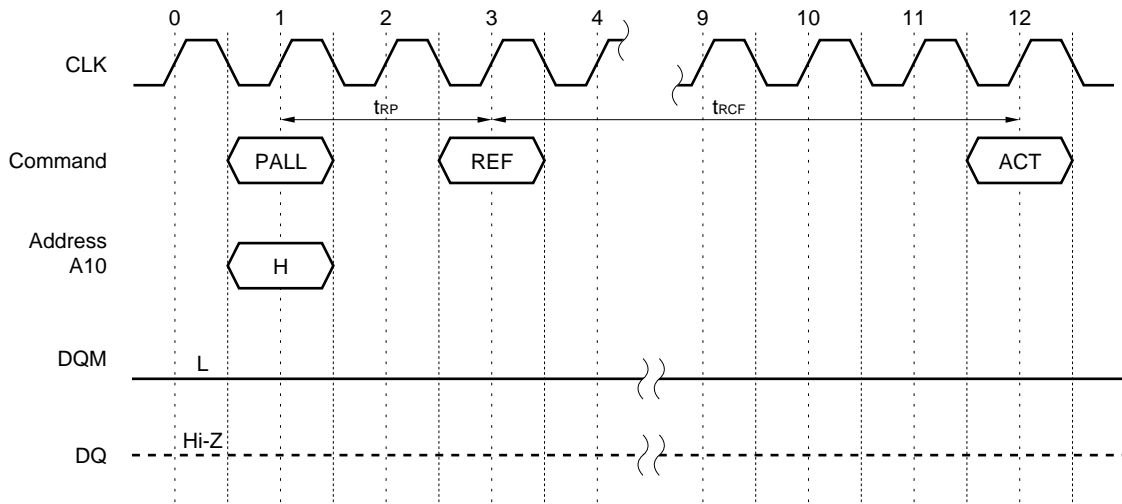 0 1 2 3 4 9 10 11 12
CLK
tRP tRCF
Command PALL REF ACT
Address
A10 H
DQM L
DQ Hi-Z